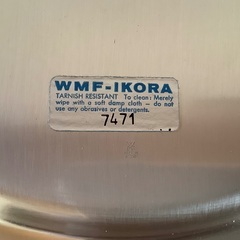 WMF-IKORA
TARNISH RESISTANT To clean: Merely
wipe with a soft damp cloth - do not
use any abrasives or detergents.
7471